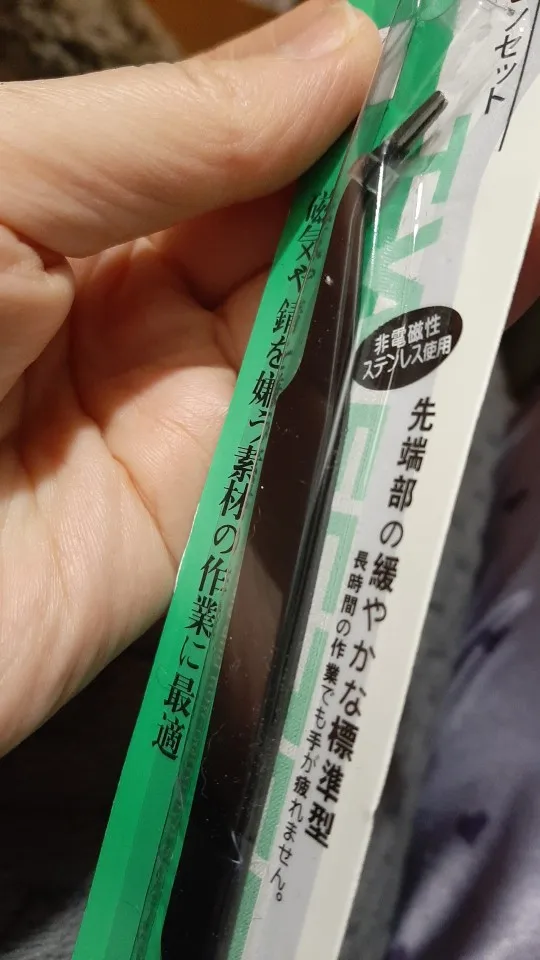 ンセット
TWEEZER
非電磁性
ステンレス使用
先端部の緩やかな標準型
長時間の作業でも手が疲れません。
磁気や錆を嫌う素材の作業に最適